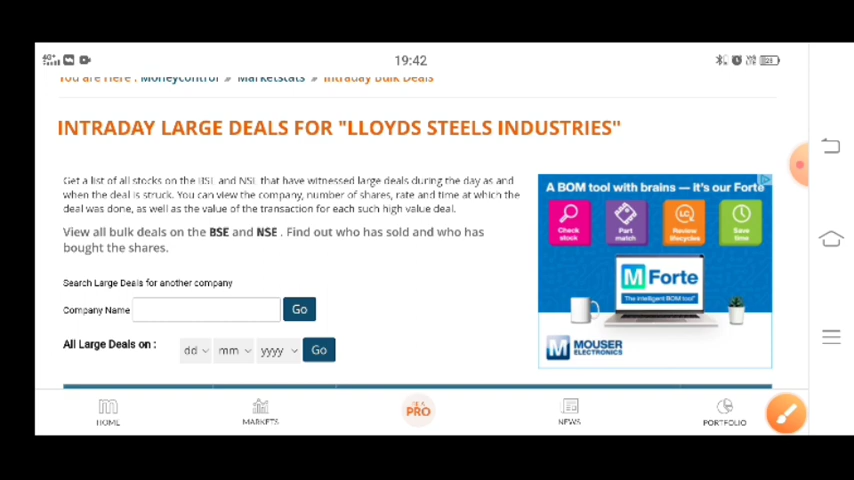 19:42
You are Here : Moneycontrol » Marketstats » Intraday Bulk Deals
INTRADAY LARGE DEALS FOR "LLOYDS STEELS INDUSTRIES"
Get a list of all stocks on the BSE and NSE that have witnessed large deals during the day as and
when the deal is struck. You can view the company, number of shares, rate and time at which the
deal was done, as well as the value of the transaction for each such high value deal.
View all bulk deals on the BSE and NSE . Find out who has sold and who has
bought the shares.
Search Large Deals for another company
Company Name Go
All Large Deals on : dd mm yyyy Go
A BOM tool with brains — it's our Forte
Check stock
Part match
LC
Review lifecycles
Save time
M Forte
The intelligent BOM tool
M MOUSER
ELECTRONICS
HOME
MARKETS
PRO
NEWS
PORTFOLIO